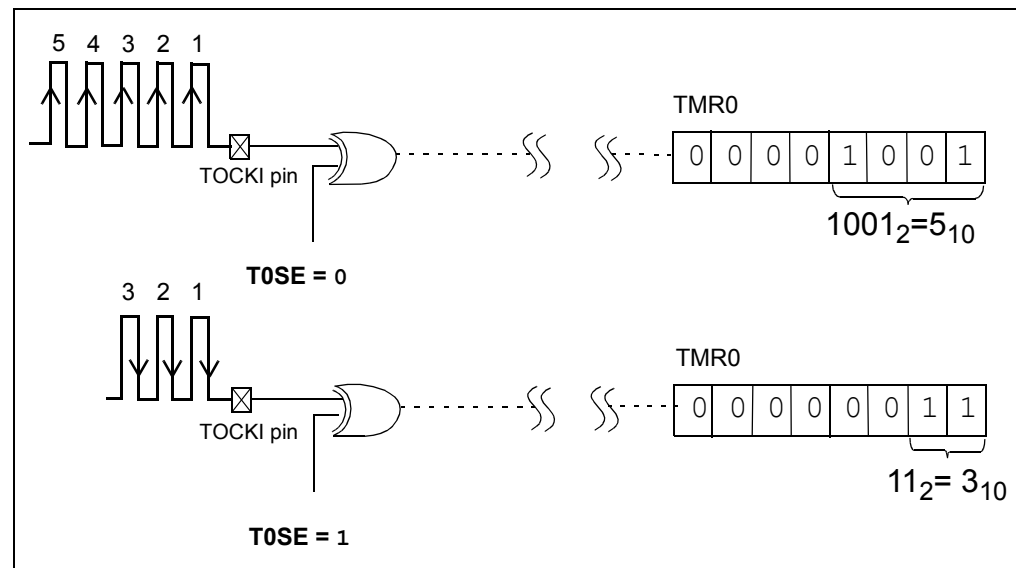 5 4 3 2 1
TMR0
0 0 0 0 1 0 0 1
TOCKI pin
1001₂=5₁₀
T0SE = 0
3 2 1
TMR0
0 0 0 0 0 0 1 1
TOCKI pin
11₂= 3₁₀
T0SE = 1